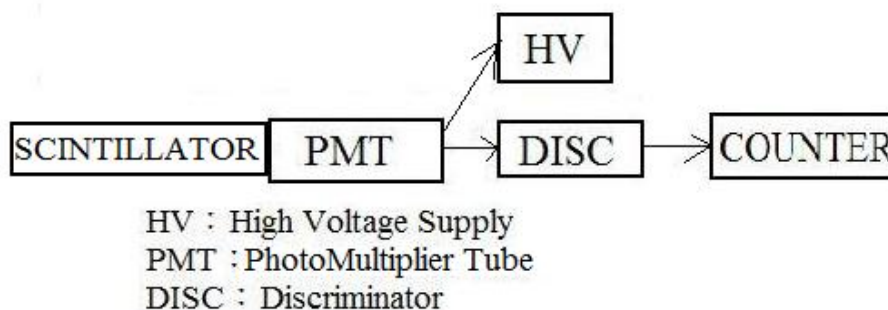 HV
SCINTILLATOR PMT DISC COUNTER
HV : High Voltage Supply
PMT : PhotoMultiplier Tube
DISC : Discriminator